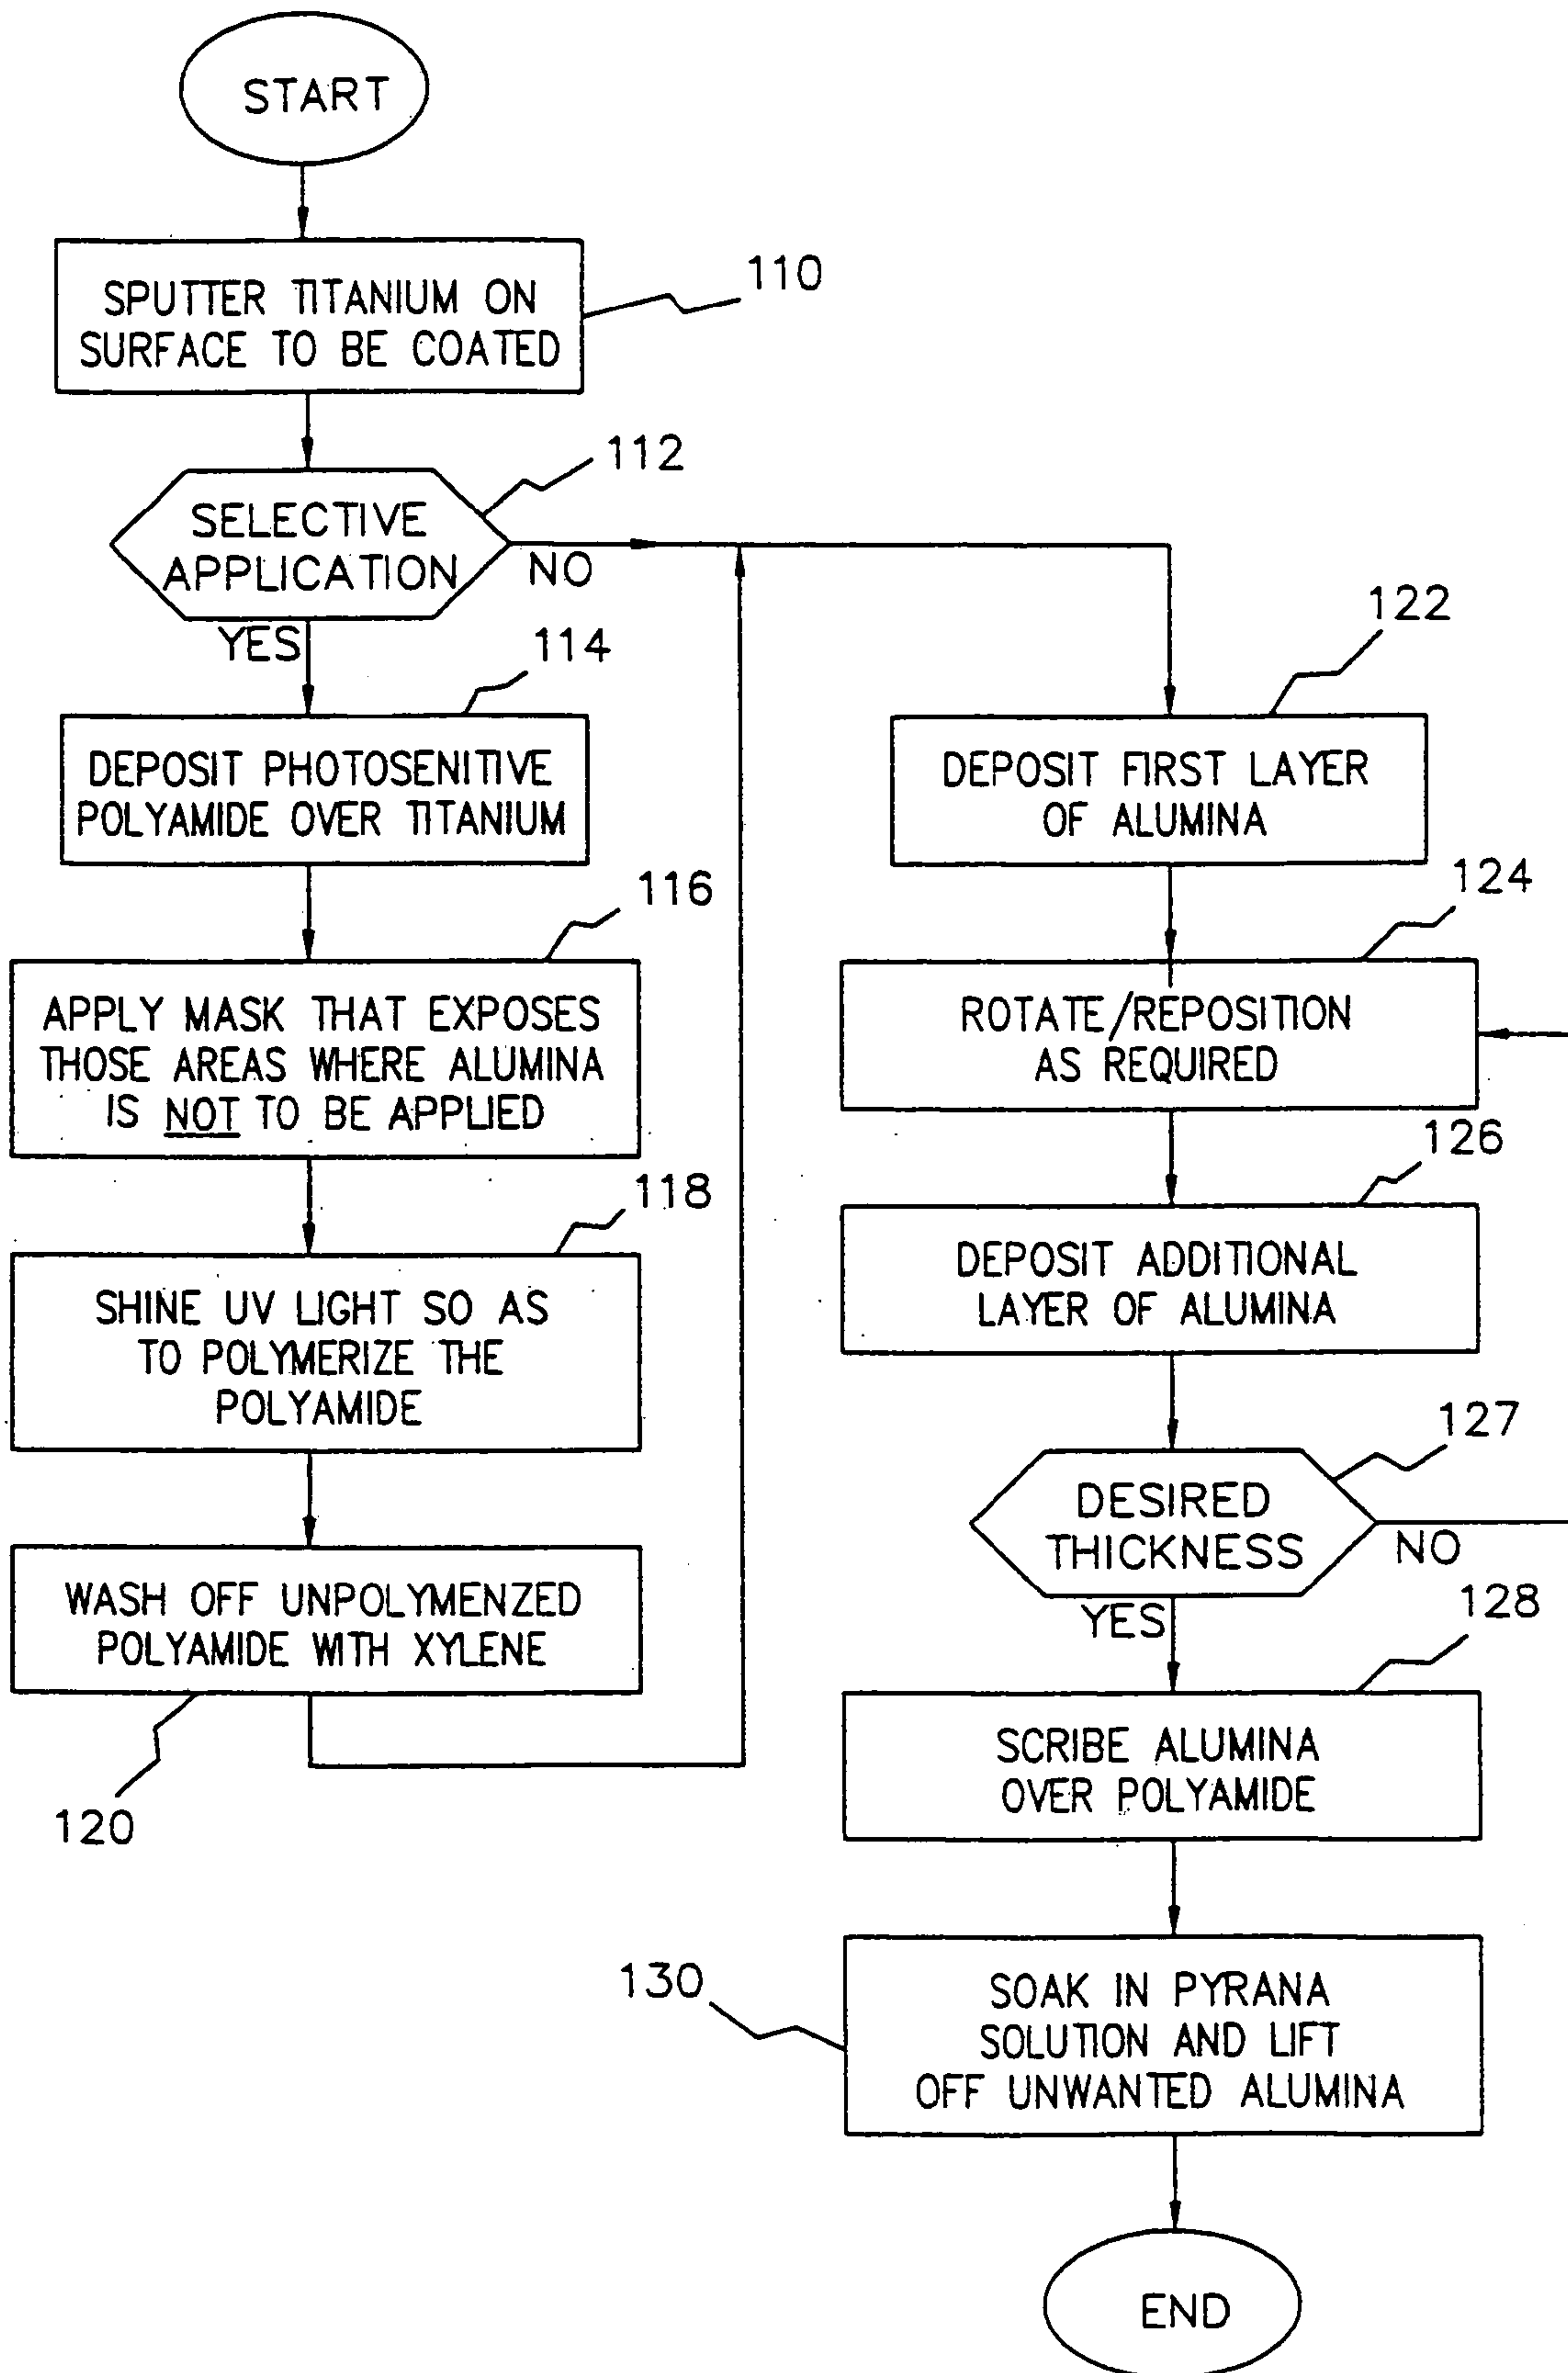 START
SPUTTER TITANIUM ON
SURFACE TO BE COATED
110
SELECTIVE
APPLICATION
112
NO
YES
114
DEPOSIT PHOTOSENITIVE
POLYAMIDE OVER TITANIUM
116
APPLY MASK THAT EXPOSES
THOSE AREAS WHERE ALUMINA
IS NOT TO BE APPLIED
118
SHINE UV LIGHT SO AS
TO POLYMERIZE THE
POLYAMIDE
WASH OFF UNPOLYMENZED
POLYAMIDE WITH XYLENE
120
122
DEPOSIT FIRST LAYER
OF ALUMINA
124
ROTATE/REPOSITION
AS REQUIRED
126
DEPOSIT ADDITIONAL
LAYER OF ALUMINA
127
DESIRED
THICKNESS
NO
YES
128
SCRIBE ALUMINA
OVER POLYAMIDE
130
SOAK IN PYRANA
SOLUTION AND LIFT
OFF UNWANTED ALUMINA
END